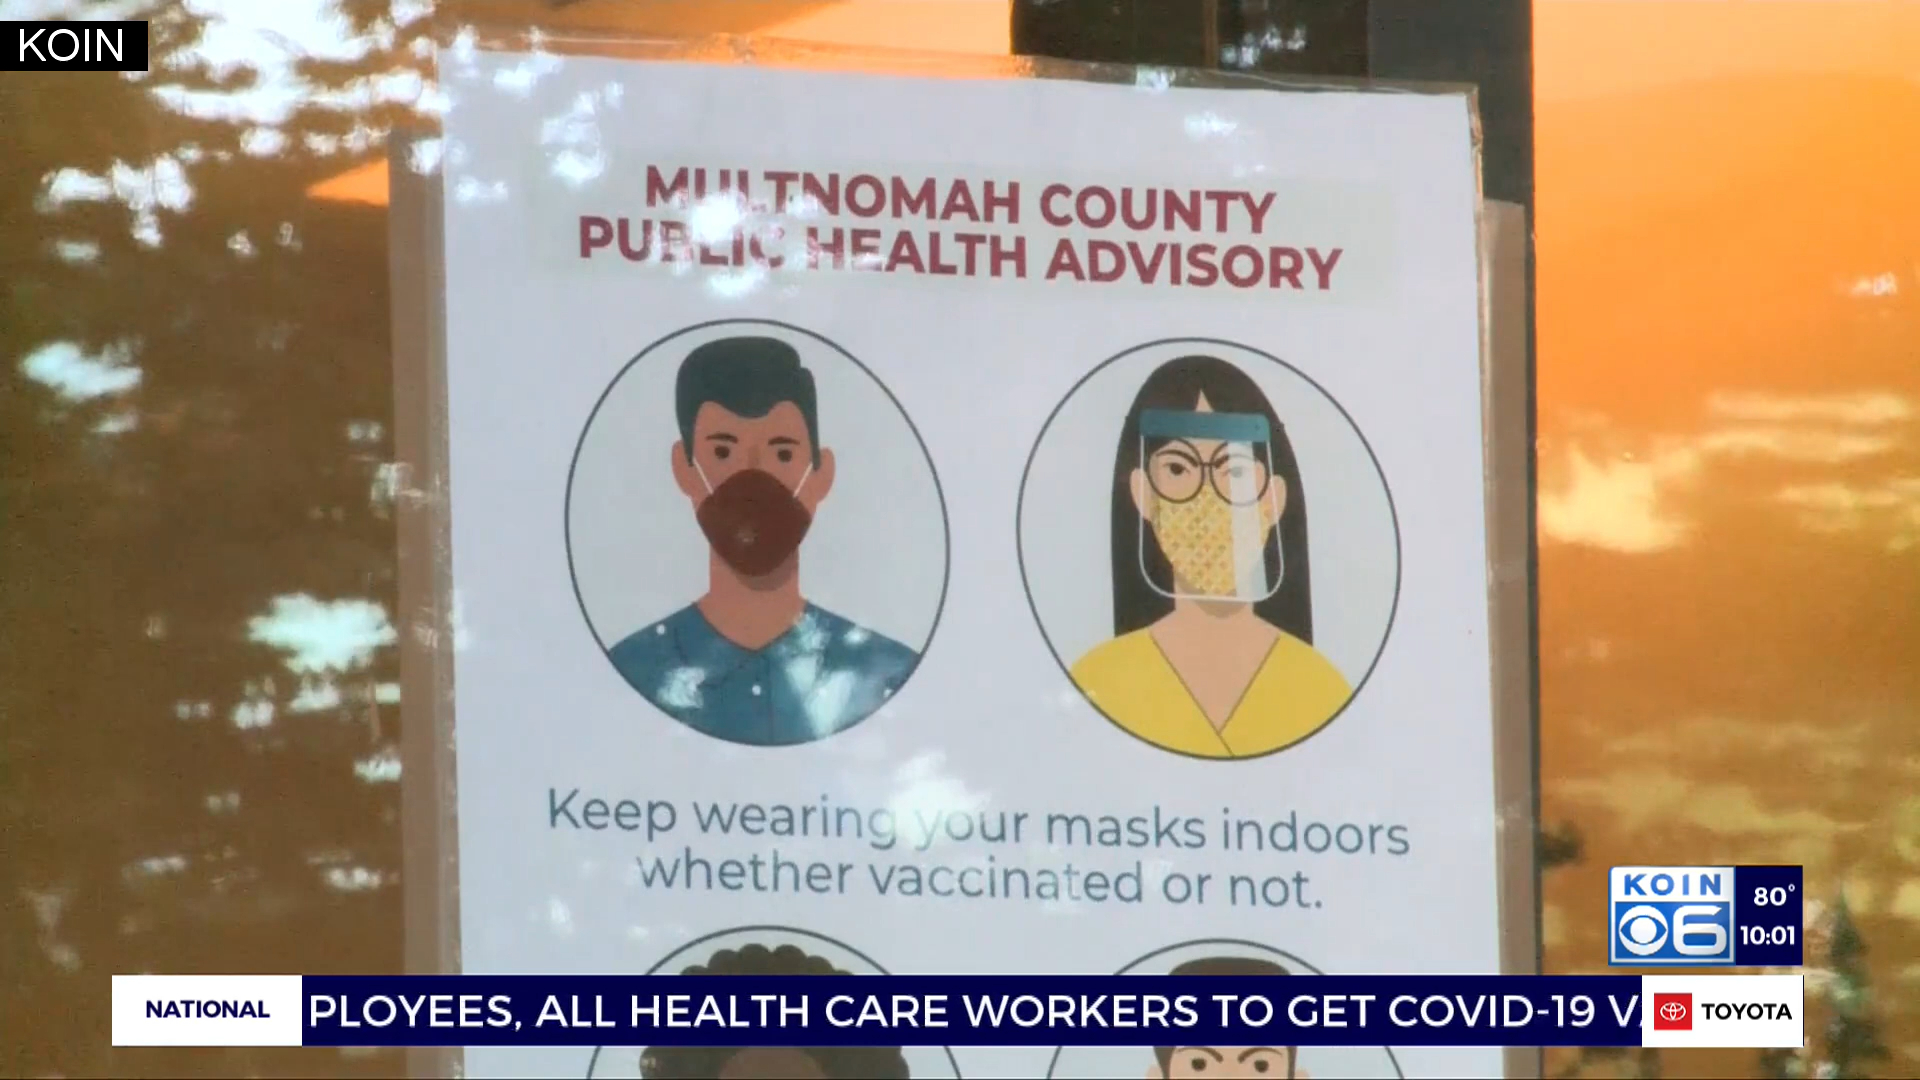 KOIN
MULTNOMAH COUNTY
PUBLIC HEALTH ADVISORY
Keep wearing your masks indoors
whether vaccinated or not.
KOIN
6
80°
10:01
NATIONAL
PLOYEES, ALL HEALTH CARE WORKERS TO GET COVID-19
TOYOTA